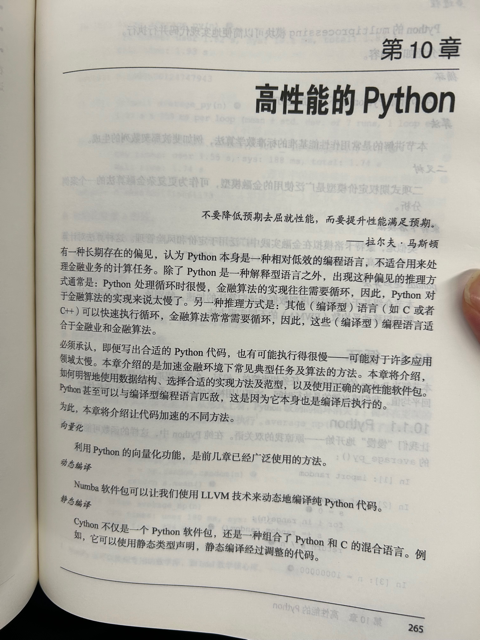 第 10 章
高性能的 Python
不要降低预期去屈就性能，而要提升性能满足预期。
——拉尔夫·马斯顿
有一种长期存在的偏见，认为 Python 本身是一种相对低效的编程语言，不适合用来处
理金融业务的计算任务。除了 Python 是一种解释型语言之外，出现这种偏见的推理方
式通常是：Python 处理循环时很慢，金融算法的实现往往需要循环，因此，Python 对
于金融算法的实现来说太慢了。另一种推理方式是：其他（编译型）语言（如 C 或者
C++）可以快速执行循环，金融算法常常需要循环，因此，这些（编译型）编程语言适
合于金融业和金融算法。
必须承认，即便写出合适的 Python 代码，也有可能执行得很慢——可能对于许多应用
领域太慢。本章介绍的是加速金融环境下常见典型任务及算法的方法。本章将介绍，
如何明智地使用数据结构、选择合适的实现方法及范型，以及使用正确的高性能软件包。
Python 甚至可以与编译型编程语言匹敌，这是因为它本身也是编译后执行的。
为此，本章将介绍让代码加速的不同方法。
向量化
利用 Python 的向量化功能，是前几章已经广泛使用的方法。
动态编译
Numba 软件包可以让我们使用 LLVM 技术来动态地编译纯 Python 代码。
静态编译
Cython 不仅是一个 Python 软件包，还是一种组合了 Python 和 C 的混合语言。例
如，它可以使用静态类型声明，静态编译经过调整的代码。
265